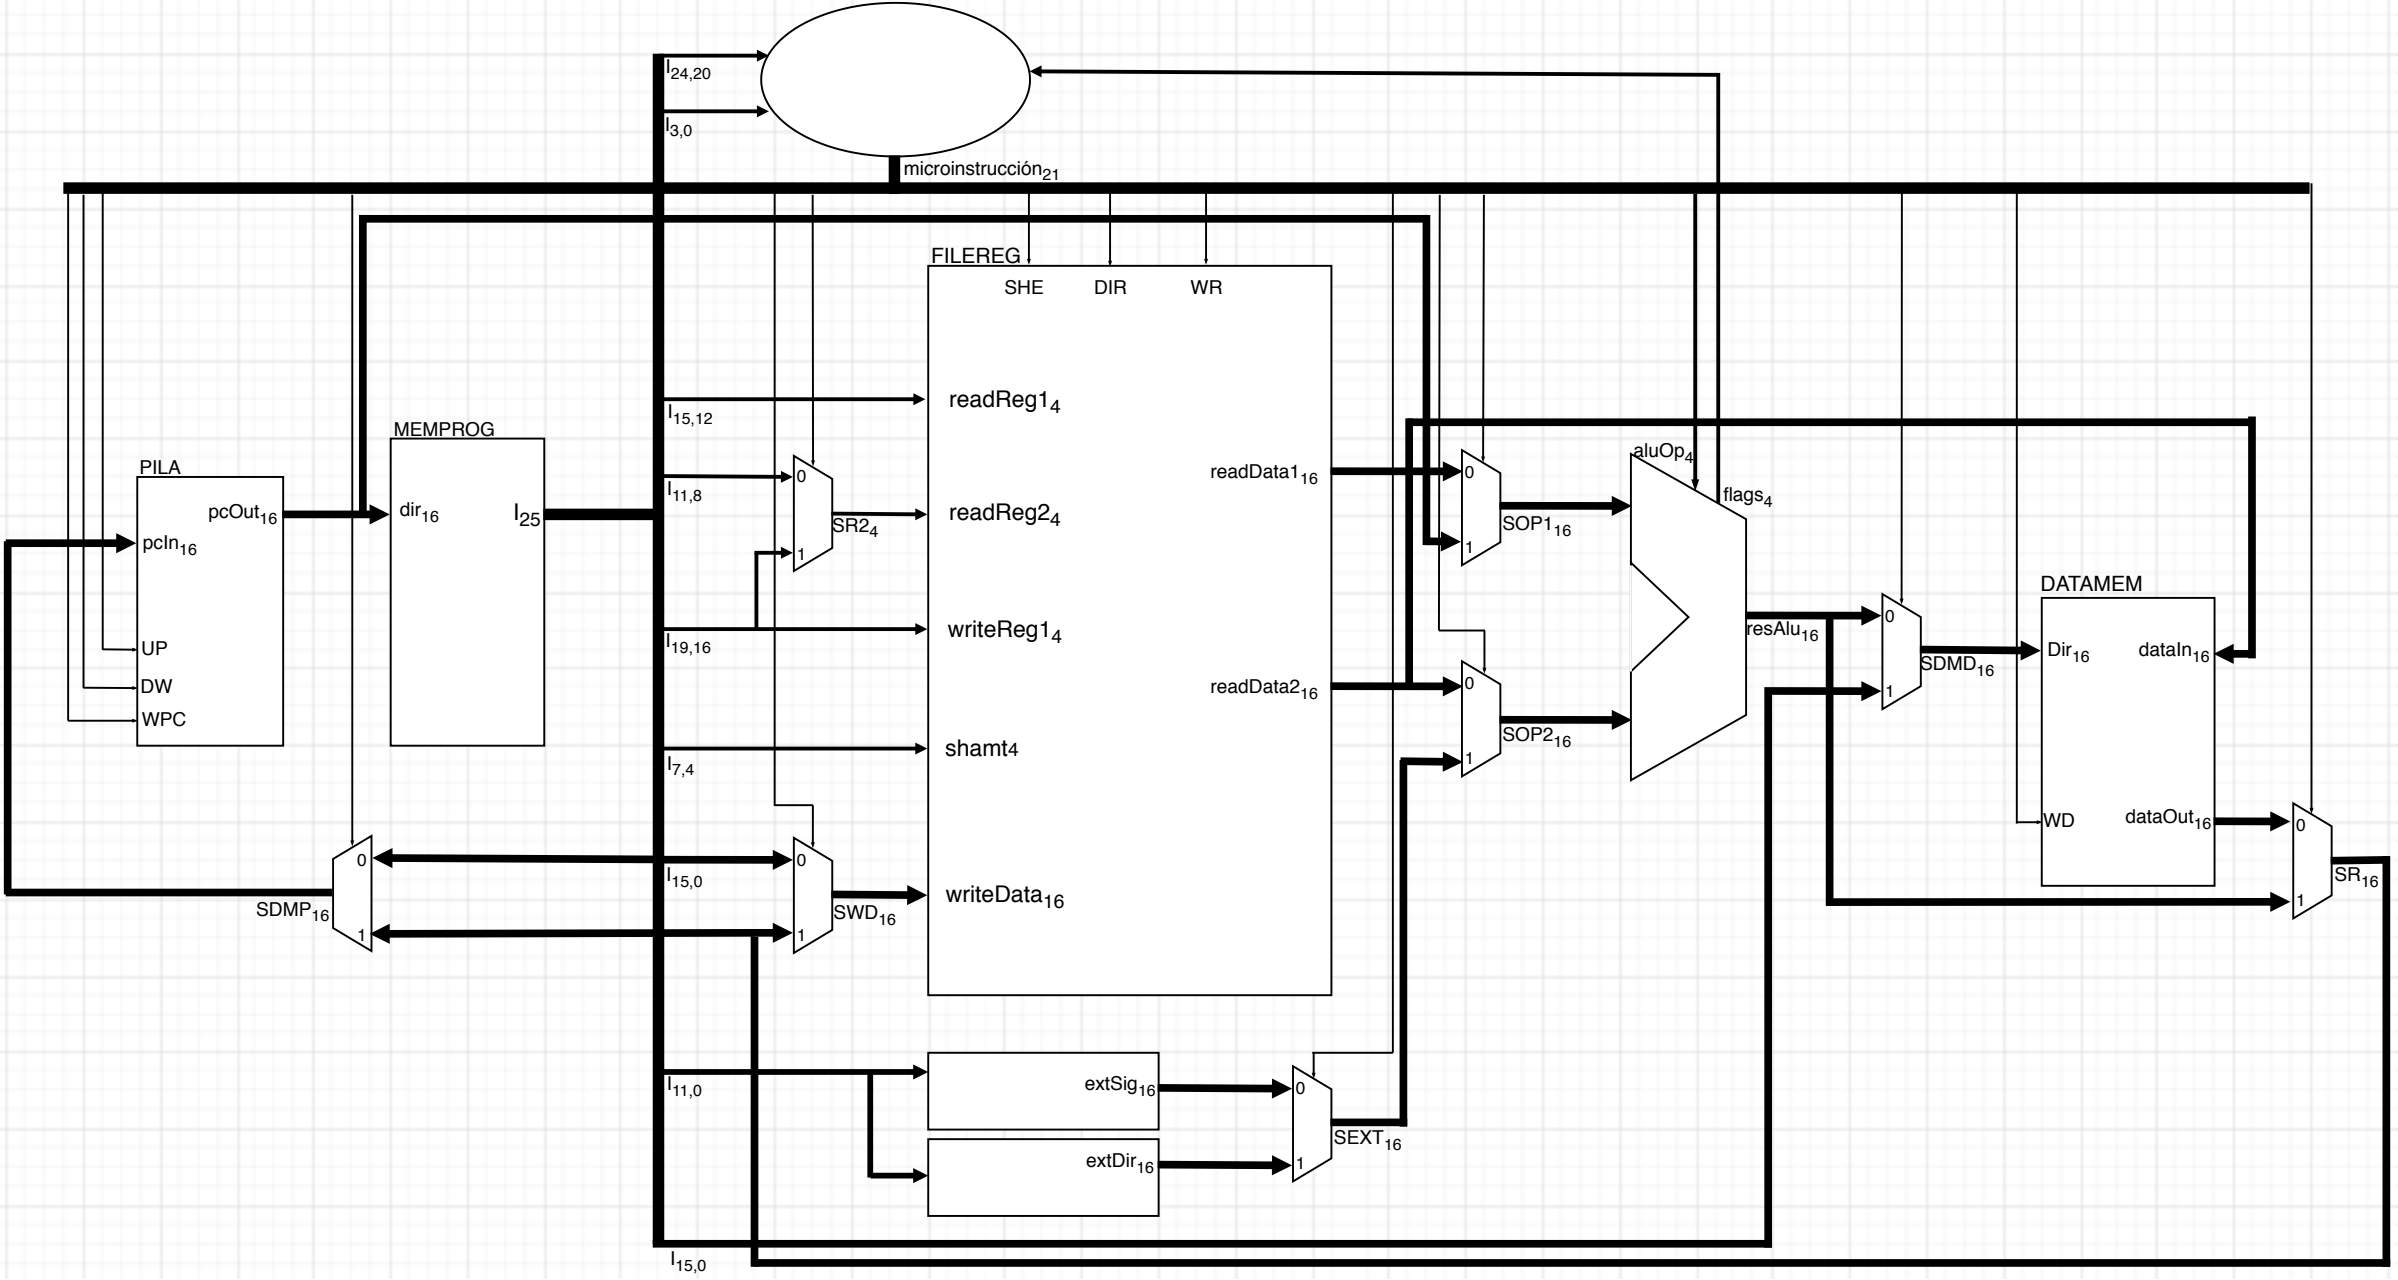 I24,20
I3,0
microinstrucción21
FILEREG
SHE DIR WR
readReg14
I15,12
MEMPROG
aluOp4
PILA
0
0
readData116
I11,8
flags4
pcOut16
dir16
I25
SR24
readReg24
SOP116
pcIn16
1
1
DATAMEM
0
writeReg14
resAlu16
I19,16
UP
Dir16
dataIn16
SDMD16
DW
readData216
0
1
WPC
SOP216
shamt4
1
I7,4
WD
dataOut16
0
0
0
I15,0
SR16
writeData16
1
SDMP16
SWD16
1
1
I11,0
extSig16
0
SEXT16
extDir16
1
I15,0